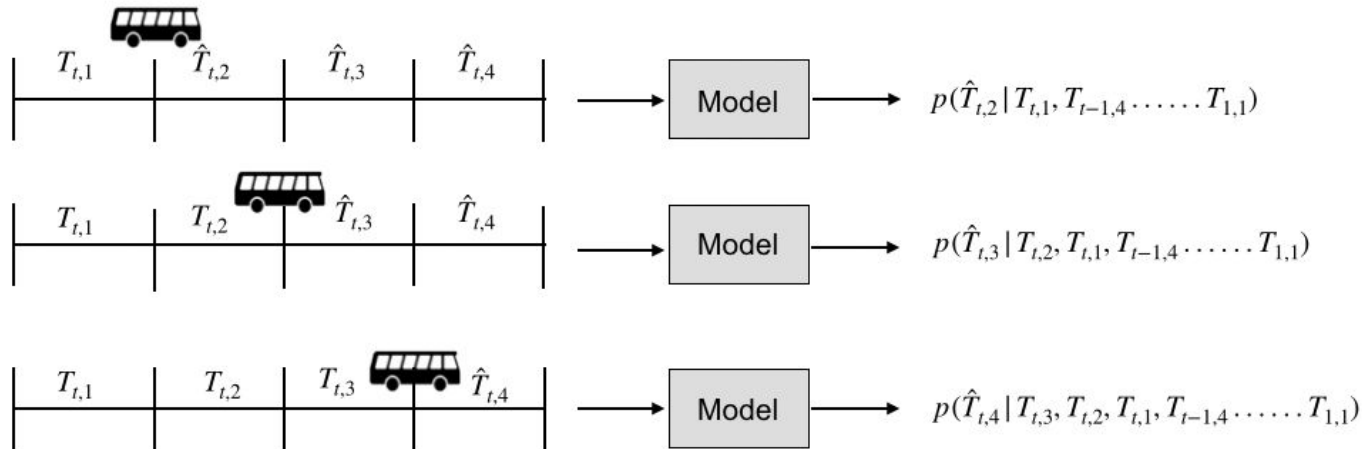 T_{t,1} T̂_{t,2} T̂_{t,3} T̂_{t,4} Model p(T̂_{t,2} | T_{t,1}, T_{t−1,4} . . . . . . T_{1,1})
T_{t,1} T_{t,2} T̂_{t,3} T̂_{t,4} Model p(T̂_{t,3} | T_{t,2}, T_{t,1}, T_{t−1,4} . . . . . . T_{1,1})
T_{t,1} T_{t,2} T_{t,3} T̂_{t,4} Model p(T̂_{t,4} | T_{t,3}, T_{t,2}, T_{t,1}, T_{t−1,4} . . . . . . T_{1,1})